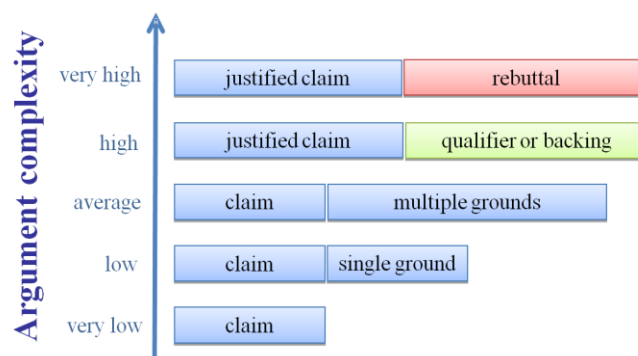 Argument complexity
very high
justified claim
rebuttal
high
justified claim
qualifier or backing
average
claim
multiple grounds
low
claim
single ground
very low
claim